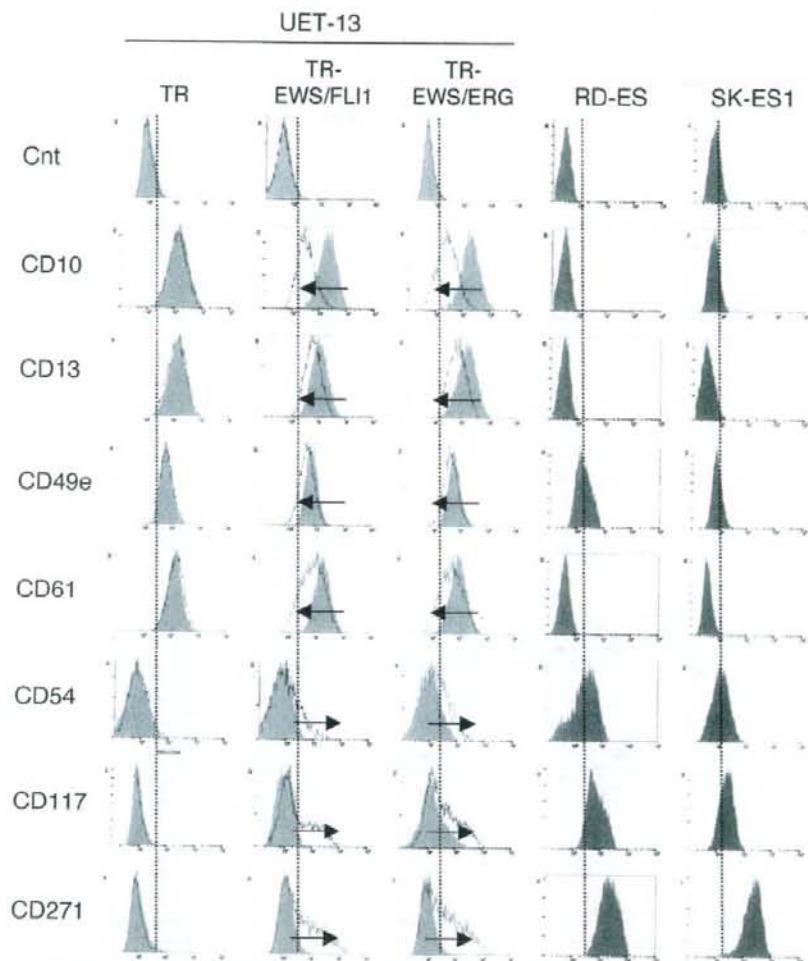 UET-13
TR TR-EWS/FLI1 TR-EWS/ERG RD-ES SK-ES1
Cnt
CD10
CD13
CD49e
CD61
CD54
CD117
CD271